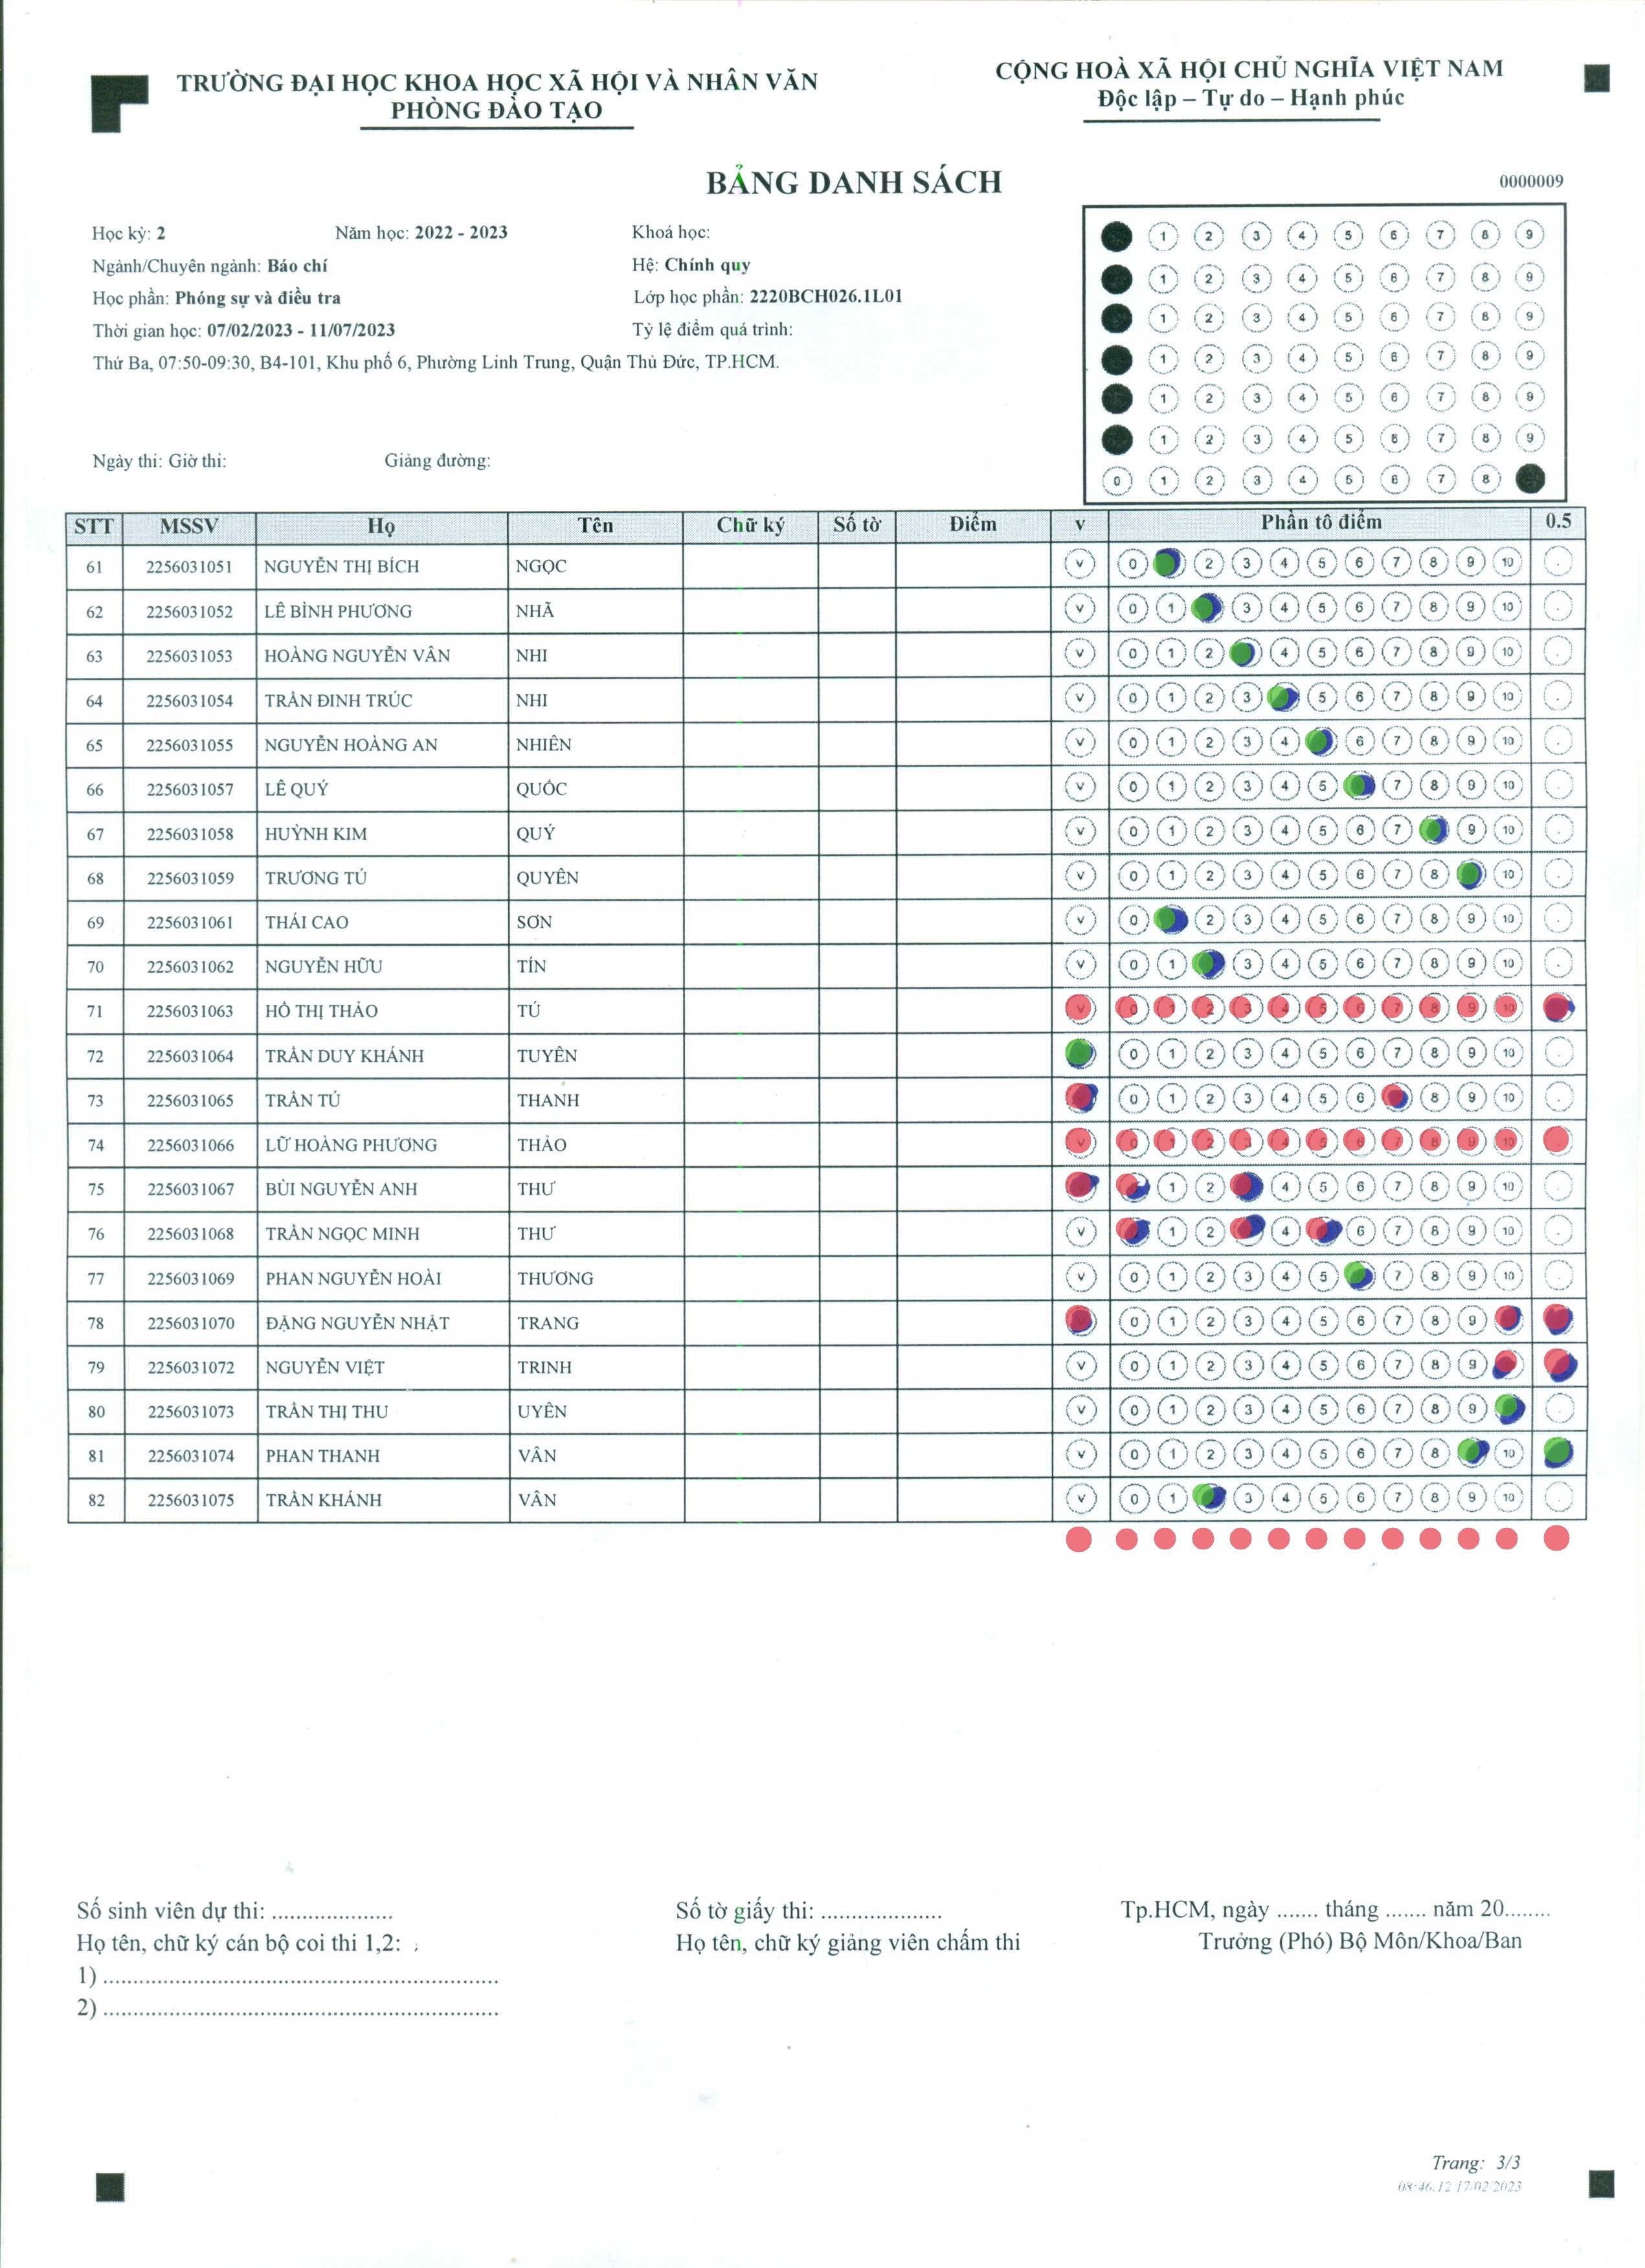 TRƯỜNG ĐẠI HỌC KHOA HỌC XÃ HỘI VÀ NHÂN VĂN
PHÒNG ĐÀO TẠO
CỘNG HOÀ XÃ HỘI CHỦ NGHĨA VIỆT NAM
Độc lập – Tự do – Hạnh phúc
BẢNG DANH SÁCH
0000009
Học kỳ: 2 Năm học: 2022 - 2023 Khoá học:
Ngành/Chuyên ngành: Báo chí Hệ: Chính quy
Học phần: Phóng sự và điều tra Lớp học phần: 2220BCH026.1L01
Thời gian học: 07/02/2023 - 11/07/2023 Tỷ lệ điểm quá trình:
Thứ Ba, 07:50-09:30, B4-101, Khu phố 6, Phường Linh Trung, Quận Thủ Đức, TP.HCM.
Ngày thi: Giờ thi: Giảng đường:
1 2 3 4 5 6 7 8 9
1 2 3 4 5 6 7 8 9
1 2 3 4 5 6 7 8 9
1 2 3 4 5 6 7 8 9
1 2 3 4 5 6 7 8 9
1 2 3 4 5 6 7 8 9
0 1 2 3 4 5 6 7 8
STT MSSV Họ Tên Chữ ký Số tờ Điểm v Phần tô điểm 0.5
61 2256031051 NGUYỄN THỊ BÍCH NGỌC V 0 2 3 4 5 6 7 8 9 10
62 2256031052 LÊ BÌNH PHƯƠNG NHÃ V 0 1 3 4 5 6 7 8 9 10
63 2256031053 HOÀNG NGUYỄN VÂN NHI V 0 1 2 4 5 6 7 8 9 10
64 2256031054 TRẦN ĐINH TRÚC NHI V 0 1 2 3 5 6 7 8 9 10
65 2256031055 NGUYỄN HOÀNG AN NHIÊN V 0 1 2 3 4 6 7 8 9 10
66 2256031057 LÊ QUÝ QUỐC V 0 1 2 3 4 5 7 8 9 10
67 2256031058 HUỲNH KIM QUÝ V 0 1 2 3 4 5 6 7 9 10
68 2256031059 TRƯƠNG TÚ QUYÊN V 0 1 2 3 4 5 6 7 8 10
69 2256031061 THÁI CAO SƠN V 0 2 3 4 5 6 7 8 9 10
70 2256031062 NGUYỄN HỮU TÍN V 0 1 3 4 5 6 7 8 9 10
71 2256031063 HỒ THỊ THẢO TÚ V 0 1 2 3 4 5 6 7 8 9 10
72 2256031064 TRẦN DUY KHÁNH TUYÊN 0 1 2 3 4 5 6 7 8 9 10
73 2256031065 TRẦN TÚ THANH 0 1 2 3 4 5 6 8 9 10
74 2256031066 LỮ HOÀNG PHƯƠNG THẢO V 0 1 2 3 4 5 6 7 8 9 10
75 2256031067 BÙI NGUYỄN ANH THƯ 1 2 4 5 6 7 8 9 10
76 2256031068 TRẦN NGỌC MINH THƯ V 1 2 4 6 7 8 9 10
77 2256031069 PHAN NGUYỄN HOÀI THƯƠNG V 0 1 2 3 4 5 7 8 9 10
78 2256031070 ĐẶNG NGUYỄN NHẬT TRANG 0 1 2 3 4 5 6 7 8 9
79 2256031072 NGUYỄN VIỆT TRINH V 0 1 2 3 4 5 6 7 8 9
80 2256031073 TRẦN THỊ THU UYÊN V 0 1 2 3 4 5 6 7 8 9
81 2256031074 PHAN THANH VÂN V 0 1 2 3 4 5 6 7 8 10
82 2256031075 TRẦN KHÁNH VÂN V 0 1 3 4 5 6 7 8 9 10
Số sinh viên dự thi: ....................
Họ tên, chữ ký cán bộ coi thi 1,2:
1) .................................................................
2) .................................................................
Số tờ giấy thi: ....................
Họ tên, chữ ký giảng viên chấm thi
Tp.HCM, ngày ....... tháng ....... năm 20........
Trưởng (Phó) Bộ Môn/Khoa/Ban
Trang: 3/3
08:46.12 17/02/2023